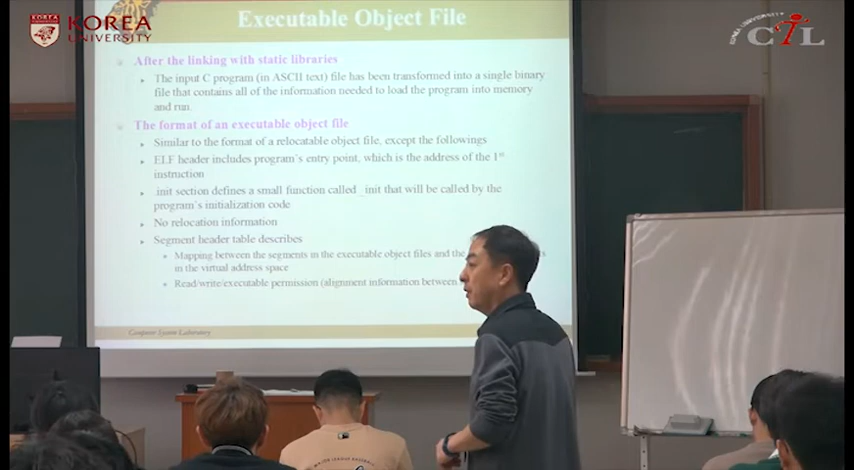 KOREA
UNIVERSITY
Executable Object File
KOREA UNIVERSITY
CTL
After the linking with static libraries
The input C program (in ASCII text) file has been transformed into a single binary
file that contains all of the information needed to load the program into memory
and run.
The format of an executable object file
Similar to the format of a relocatable object file, except the followings
ELF header includes program's entry point, which is the address of the 1st
instruction
.init section defines a small function called _init that will be called by the
program's initialization code
No relocation information
Segment header table describes
Mapping between the segments in the executable object files and the
in the virtual address space
Read/write/executable permission (alignment information between
Computer System Laboratory
MAJOR LEAGUE BASEBALL